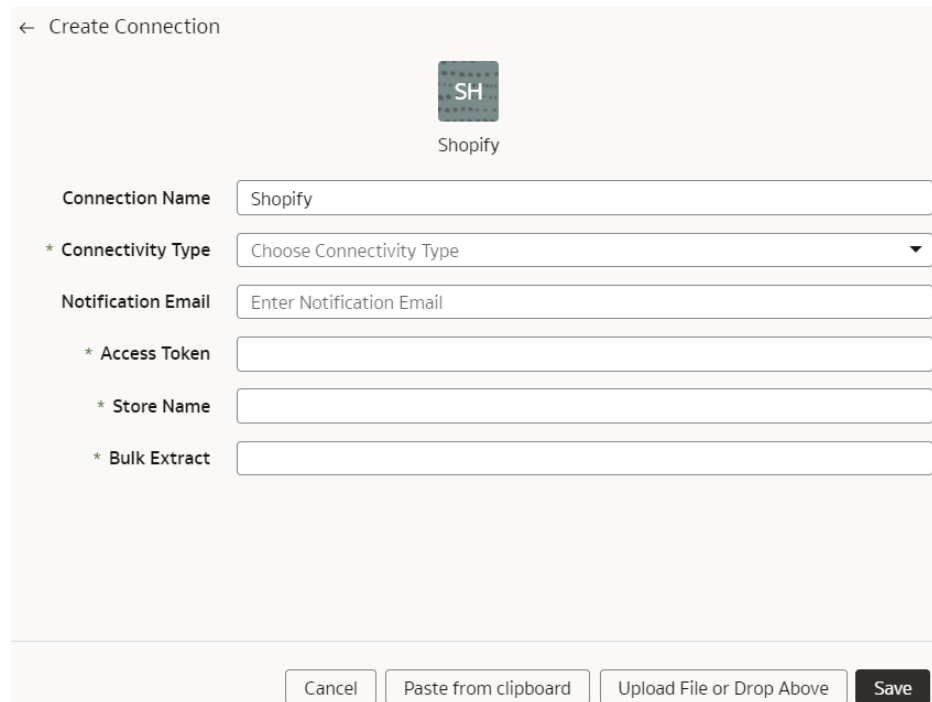 ← Create Connection
SH
Shopify
Connection Name Shopify
* Connectivity Type Choose Connectivity Type
Notification Email Enter Notification Email
* Access Token
* Store Name
* Bulk Extract
Cancel Paste from clipboard Upload File or Drop Above Save